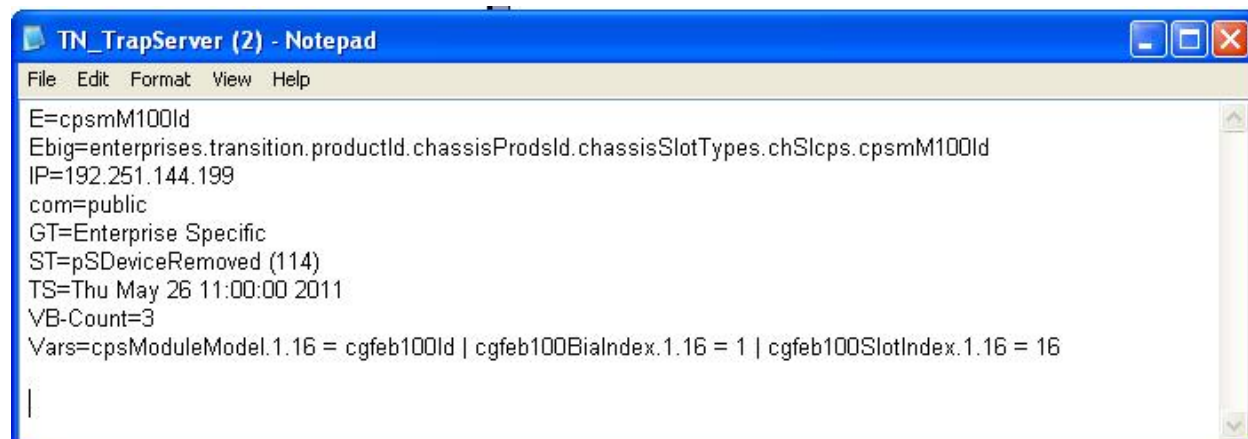 TN_TrapServer (2) - Notepad
File Edit Format View Help
E=cpsmM100Id
Ebig=enterprises.transition.productId.chassisProdsId.chassisSlotTypes.chSlcps.cpsmM100Id
IP=192.251.144.199
com=public
GT=Enterprise Specific
ST=pSDeviceRemoved (114)
TS=Thu May 26 11:00:00 2011
VB-Count=3
Vars=cpsModuleModel.1.16 = cgfeb100Id | cgfeb100BiaIndex.1.16 = 1 | cgfeb100SlotIndex.1.16 = 16